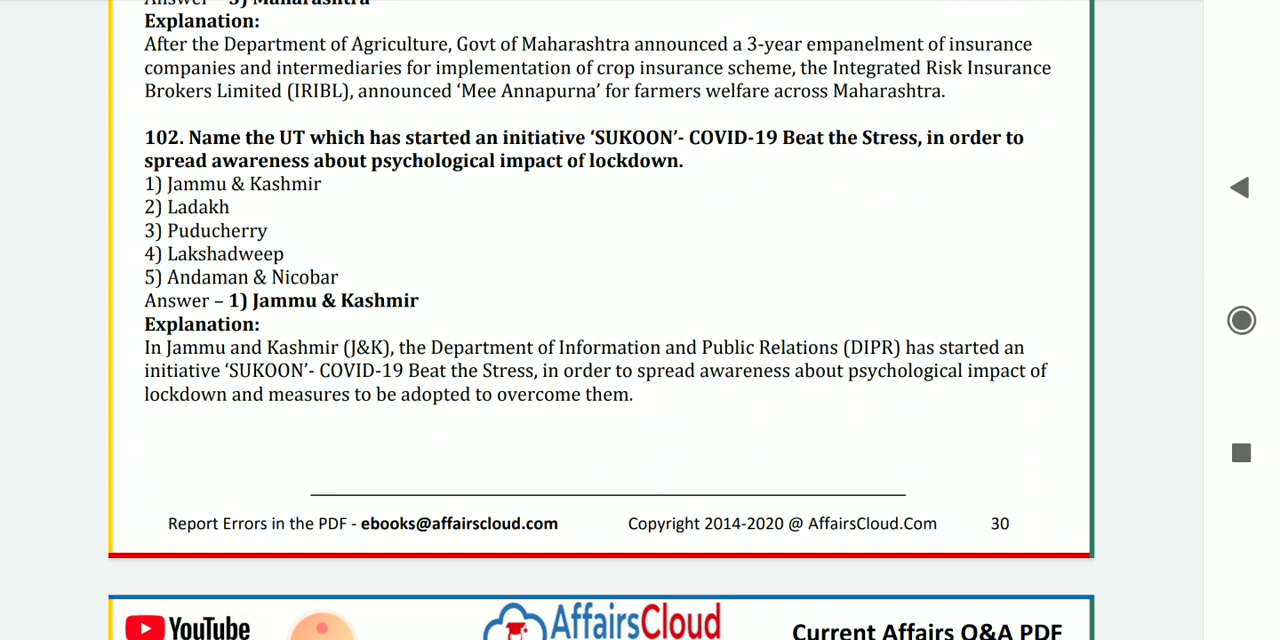 Answer – 3) Maharashtra
Explanation:
After the Department of Agriculture, Govt of Maharashtra announced a 3-year empanelment of insurance
companies and intermediaries for implementation of crop insurance scheme, the Integrated Risk Insurance
Brokers Limited (IRIBL), announced ‘Mee Annapurna’ for farmers welfare across Maharashtra.
102. Name the UT which has started an initiative ‘SUKOON’- COVID-19 Beat the Stress, in order to
spread awareness about psychological impact of lockdown.
1) Jammu & Kashmir
2) Ladakh
3) Puducherry
4) Lakshadweep
5) Andaman & Nicobar
Answer – 1) Jammu & Kashmir
Explanation:
In Jammu and Kashmir (J&K), the Department of Information and Public Relations (DIPR) has started an
initiative ‘SUKOON’- COVID-19 Beat the Stress, in order to spread awareness about psychological impact of
lockdown and measures to be adopted to overcome them.
Report Errors in the PDF - ebooks@affairscloud.com Copyright 2014-2020 @ AffairsCloud.Com 30
YouTube AffairsCloud Current Affairs Q&A PDF